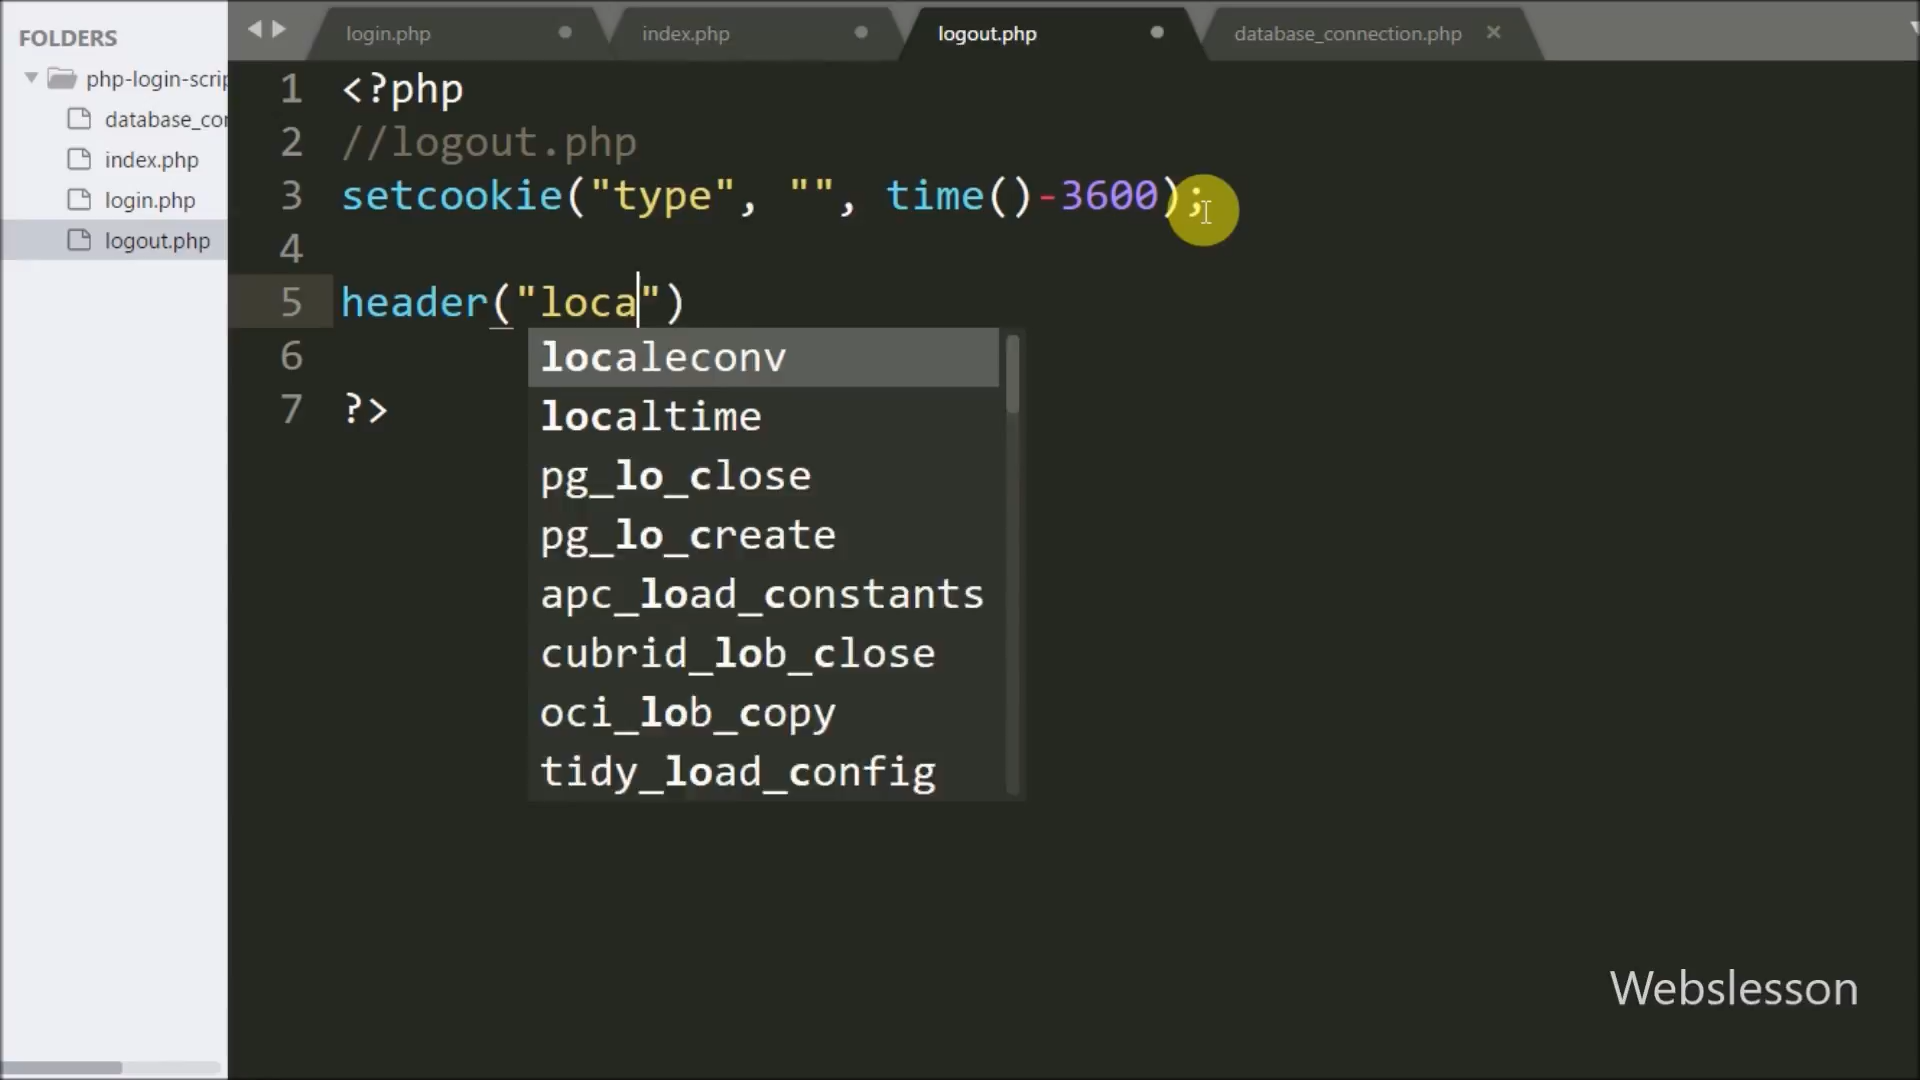 FOLDERS
php-login-scrip
database_con
index.php
login.php
logout.php
login.php
index.php
logout.php
database_connection.php
1 <?php
2 //logout.php
3 setcookie("type", "", time()-3600);
4
5 header("loca")
6
7 ?>
localeconv
localtime
pg_lo_close
pg_lo_create
apc_load_constants
cubrid_lob_close
oci_lob_copy
tidy_load_config
Webslesson